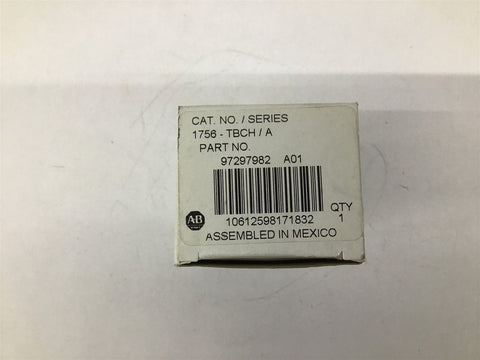 CAT. NO. / SERIES
1756 - TBCH / A
PART NO.
97297982 A01
AB
QTY
10612598171832 1
ASSEMBLED IN MEXICO